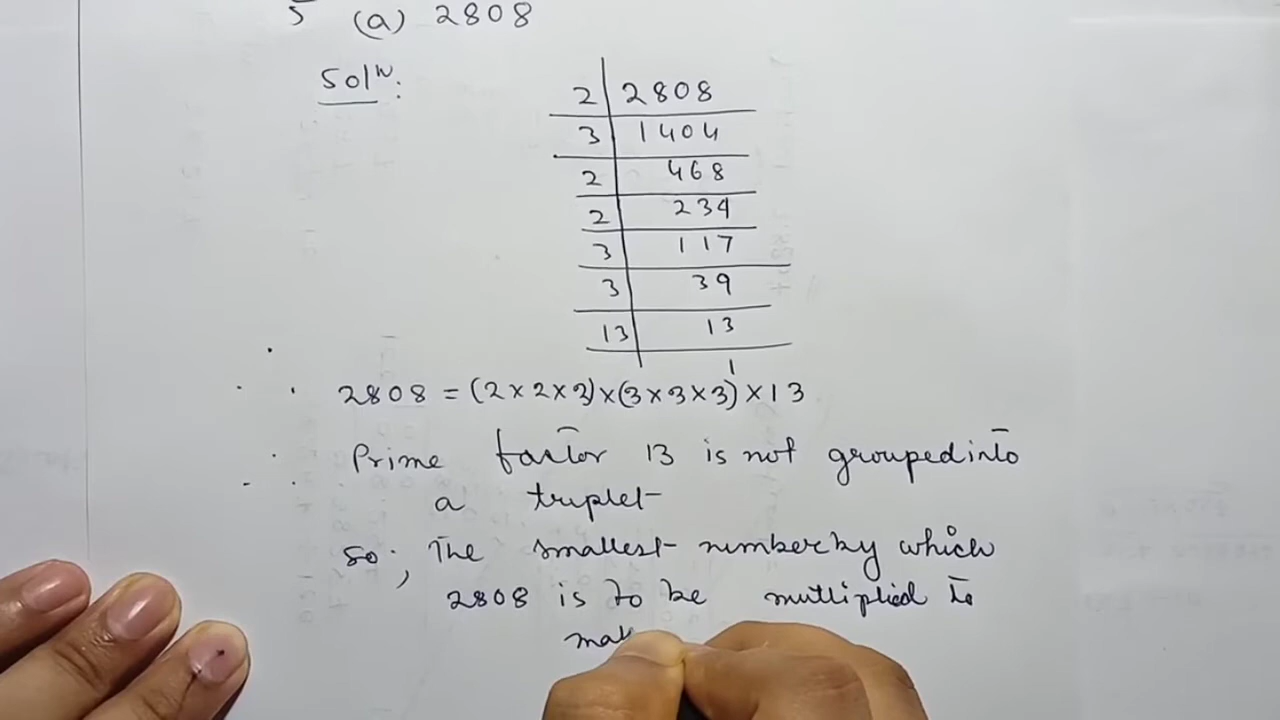 5 (a) 2808
Solⁿ:
2 | 2808
3 | 1404
2 | 468
2 | 234
3 | 117
3 | 39
13 | 13
1
2808 = (2×2×2)×(3×3×3)×13
Prime factor 13 is not grouped into
a triplet
so; The smallest number by which
2808 is to be multiplied to